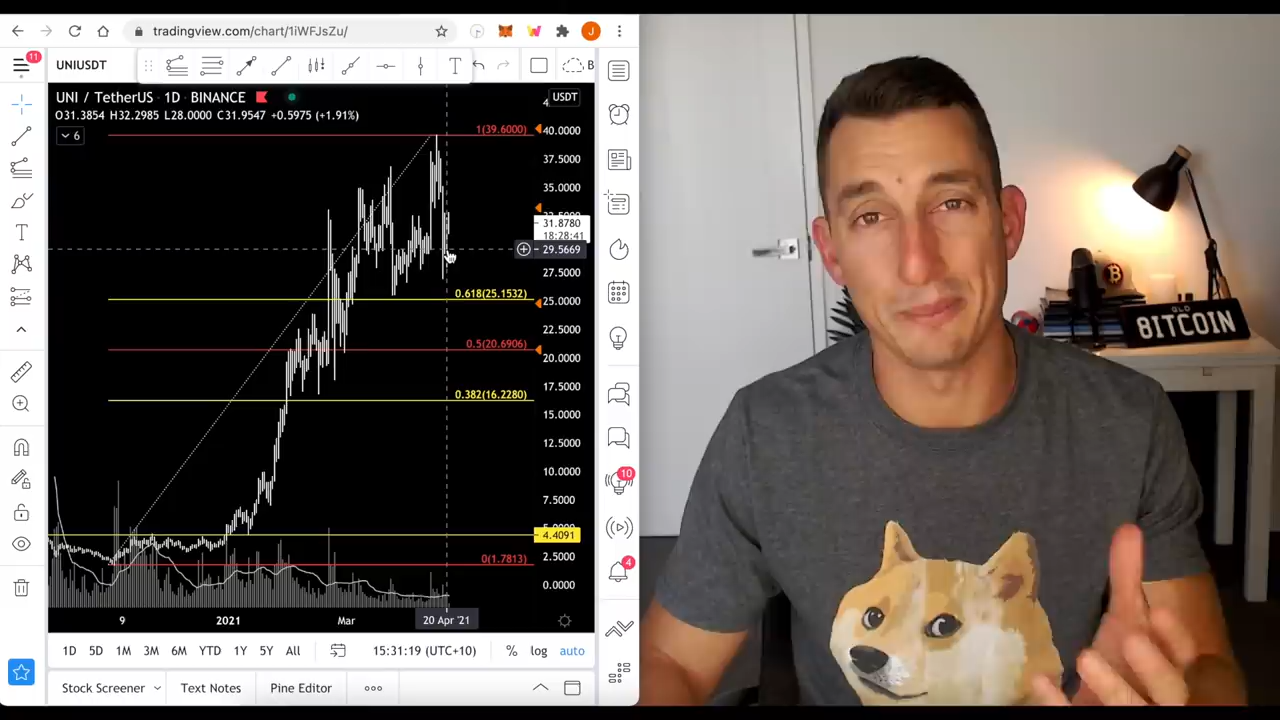 tradingview.com/chart/1iWFJsZu/
J
11
UNIUSDT
T
B
UNI / TetherUS · 1D · BINANCE
O31.3854 H32.2985 L28.0000 C31.9547 +0.5975 (+1.91%)
6
USDT
1(39.6000)
40.0000
37.5000
35.0000
31.8780
18:28:41
29.5669
27.5000
0.618(25.1532)
25.0000
22.5000
0.5(20.6906)
20.0000
17.5000
0.382(16.2280)
15.0000
12.5000
10.0000
7.5000
4.4091
2.5000
0(1.7813)
0.0000
9
2021
Mar
20 Apr '21
1D 5D 1M 3M 6M YTD 1Y 5Y All
15:31:19 (UTC+10)
% log auto
Stock Screener
Text Notes
Pine Editor
10
4
QLD
8ITCOIN